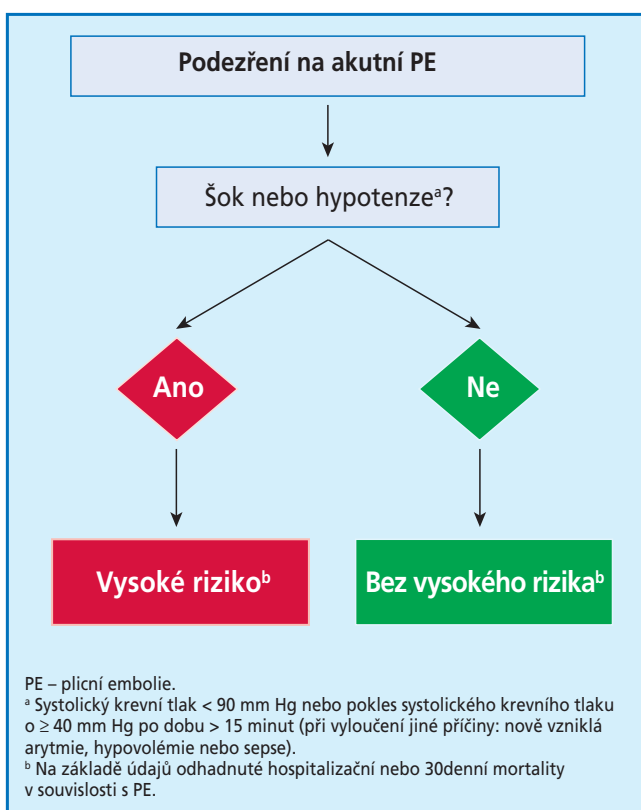 Podezření na akutní PE
Šok nebo hypotenzeᵃ?
Ano
Ne
Vysoké rizikoᵇ
Bez vysokého rizikaᵇ
PE – plicní embolie.
ᵃ Systolický krevní tlak < 90 mm Hg nebo pokles systolického krevního tlaku
o ≥ 40 mm Hg po dobu > 15 minut (při vyloučení jiné příčiny: nově vzniklá
arytmie, hypovolémie nebo sepse).
ᵇ Na základě údajů odhadnuté hospitalizační nebo 30denní mortality
v souvislosti s PE.